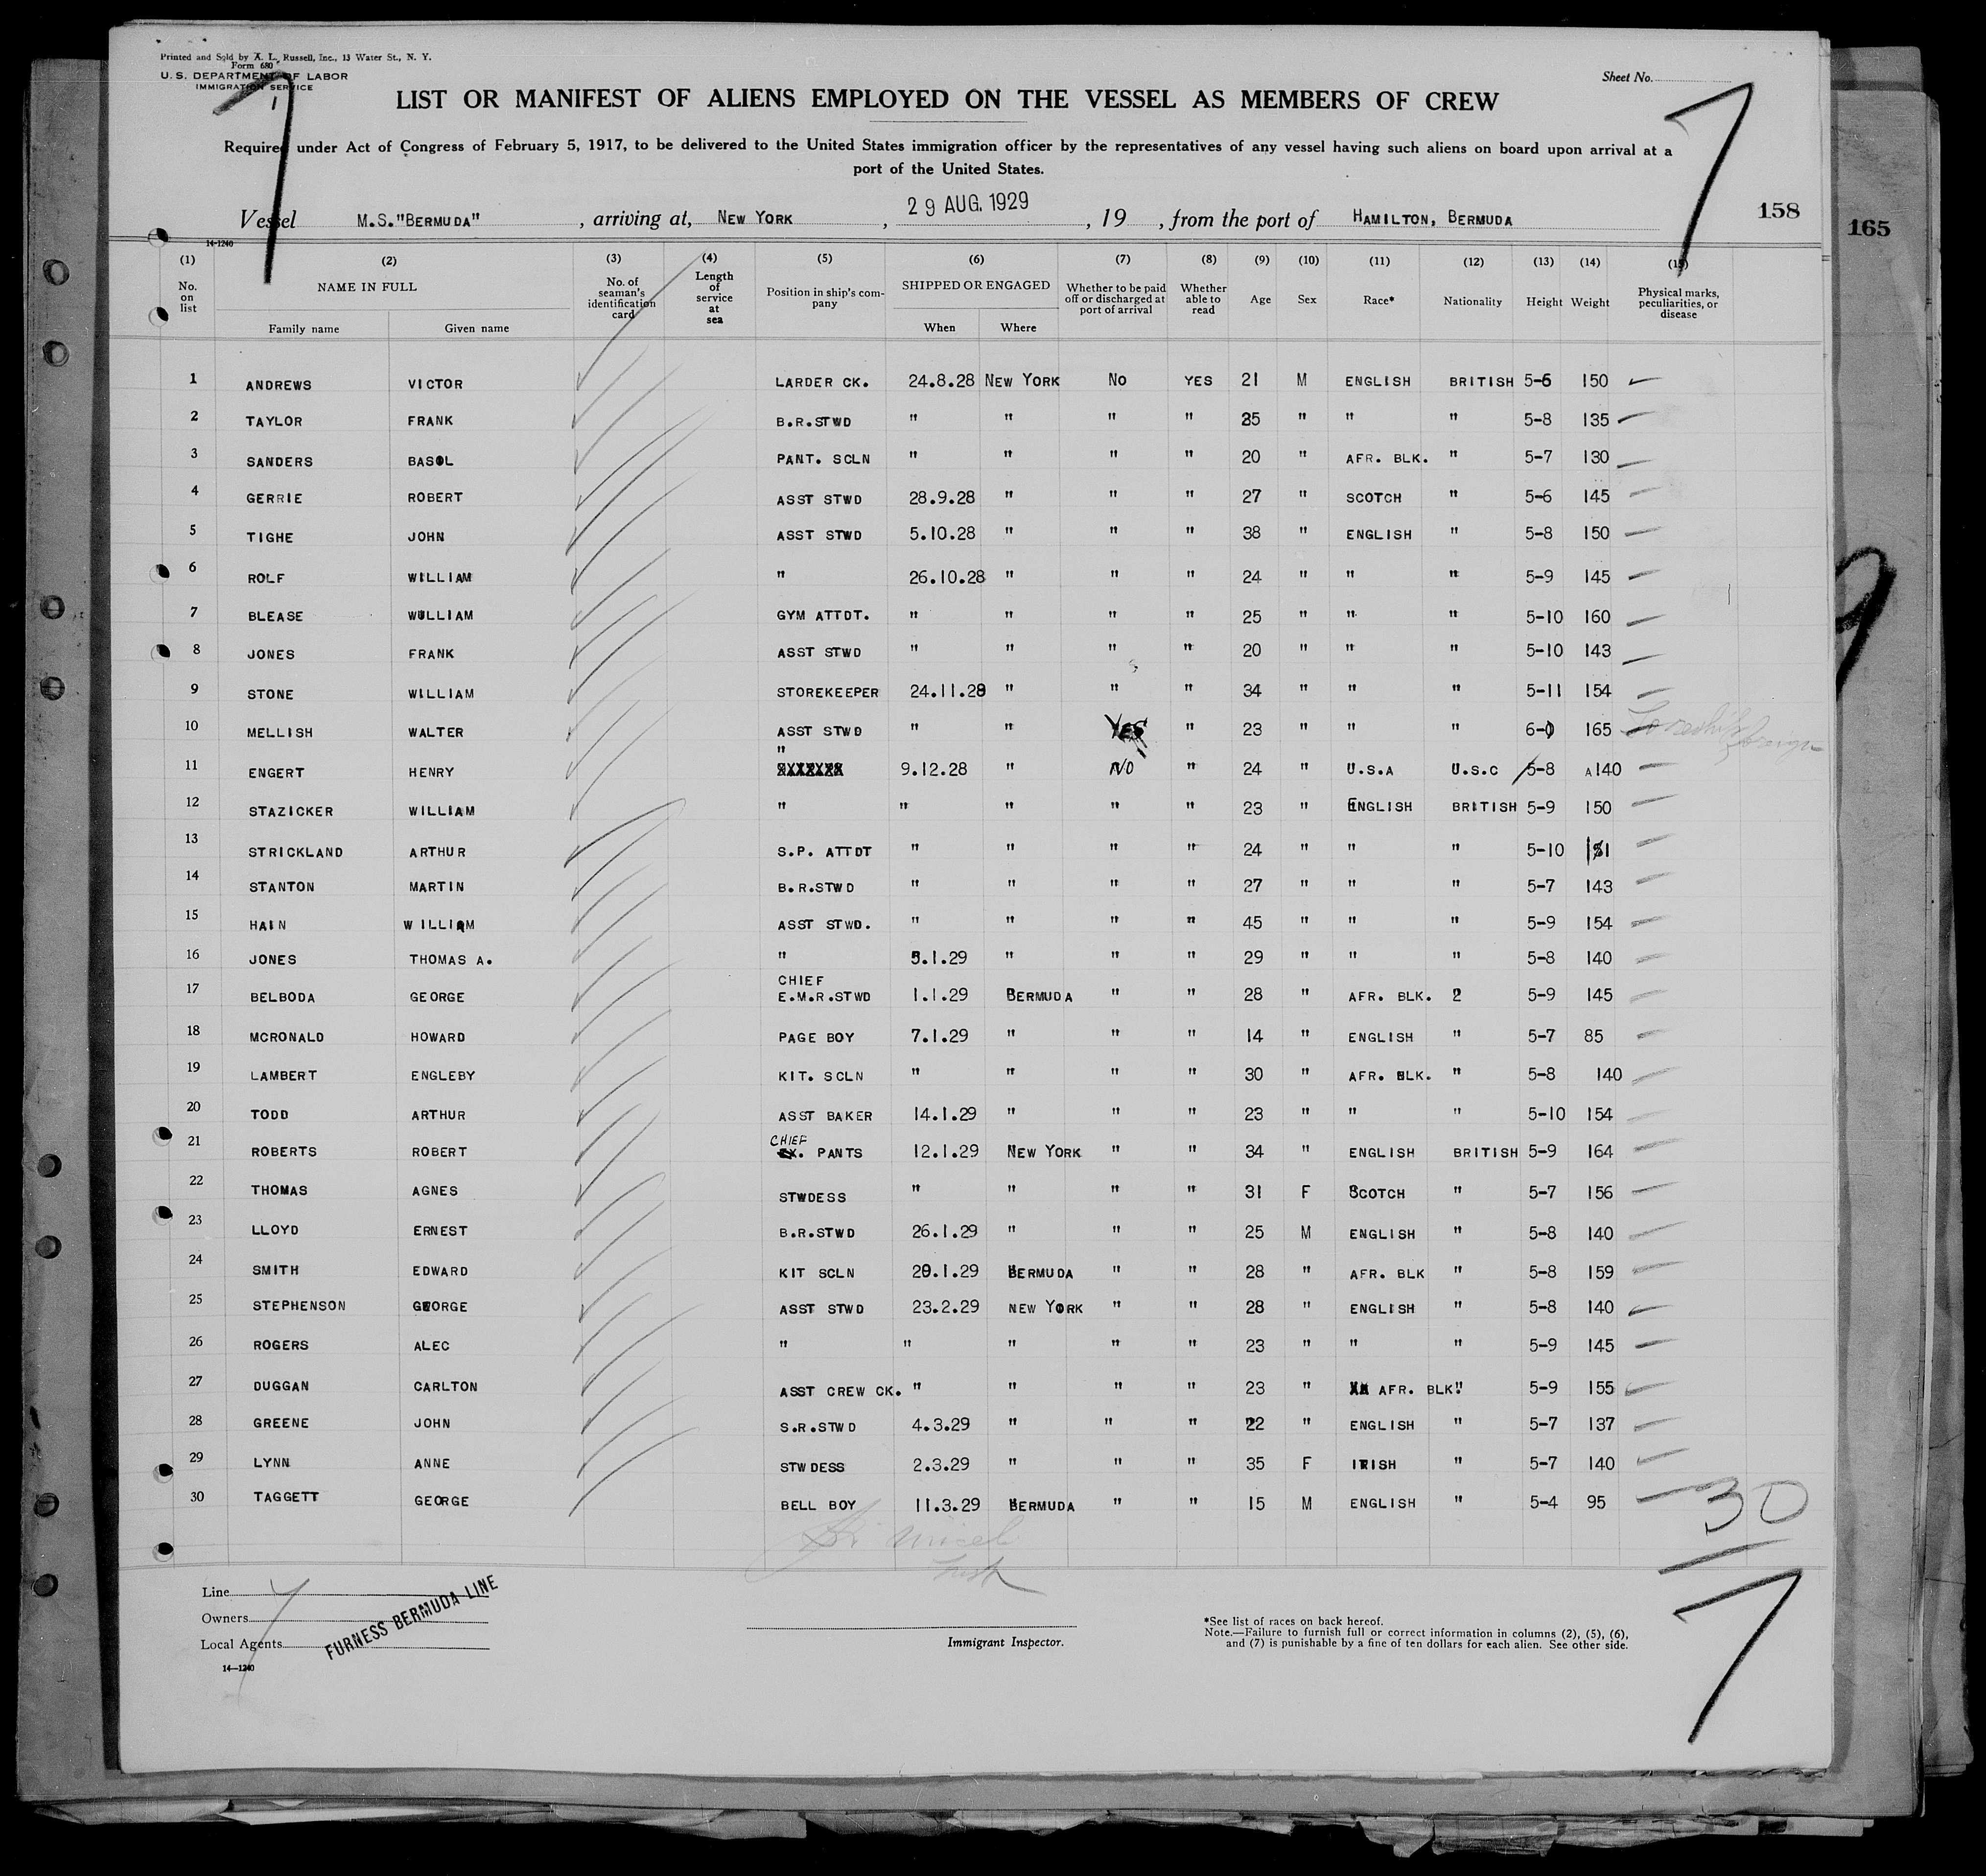 Printed and Sold by A. L. Russell, Inc., 13 Water St., N. Y.
Form 680
U. S. DEPARTMENT OF LABOR
IMMIGRATION SERVICE
1
Sheet No.
LIST OR MANIFEST OF ALIENS EMPLOYED ON THE VESSEL AS MEMBERS OF CREW
Required under Act of Congress of February 5, 1917, to be delivered to the United States immigration officer by the representatives of any vessel having such aliens on board upon arrival at a
port of the United States.
Vessel M.S."BERMUDA" , arriving at, NEW YORK , 29 AUG. 1929 , 19 , from the port of HAMILTON, BERMUDA
158
165
14-1240
(1) (2) (3) (4) (5) (6) (7) (8) (9) (10) (11) (12) (13) (14) (15)
No. on list NAME IN FULL Family name Given name No. of seaman's identification card Length of service at sea Position in ship's company SHIPPED OR ENGAGED When Where Whether to be paid off or discharged at port of arrival Whether able to read Age Sex Race* Nationality Height Weight Physical marks, peculiarities, or disease
1 ANDREWS VICTOR LARDER CK. 24.8.28 NEW YORK NO YES 21 M ENGLISH BRITISH 5-6 150
2 TAYLOR FRANK B.R.STWD " " " " 25 " " " 5-8 135
3 SANDERS BASOL PANT. SCLN " " " " 20 " AFR. BLK. " 5-7 130
4 GERRIE ROBERT ASST STWD 28.9.28 " " " 27 " SCOTCH " 5-6 145
5 TIGHE JOHN ASST STWD 5.10.28 " " " 38 " ENGLISH " 5-8 150
6 ROLF WILLIAM " 26.10.28 " " " 24 " " " 5-9 145
7 BLEASE WILLIAM GYM ATTDT. " " " " 25 " " " 5-10 160
8 JONES FRANK ASST STWD " " " " 20 " " " 5-10 143
9 STONE WILLIAM STOREKEEPER 24.11.28 " " " 34 " " " 5-11 154
10 MELLISH WALTER ASST STWD " " YES " 23 " " " 6-0 165
11 ENGERT HENRY " 9.12.28 " NO " 24 " U.S.A U.S.C 5-8 A140
12 STAZICKER WILLIAM " " " " " 23 " ENGLISH BRITISH 5-9 150
13 STRICKLAND ARTHUR S.P. ATTDT " " " " 24 " " " 5-10
14 STANTON MARTIN B.R.STWD " " " " 27 " " " 5-7 143
15 HAIN WILLIAM ASST STWD. " " " " 45 " " " 5-9 154
16 JONES THOMAS A. " 5.1.29 " " " 29 " " " 5-8 140
17 BELBODA GEORGE CHIEF E.M.R.STWD 1.1.29 BERMUDA " " 28 " AFR. BLK. 2 5-9 145
18 MCRONALD HOWARD PAGE BOY 7.1.29 " " " 14 " ENGLISH " 5-7 85
19 LAMBERT ENGLEBY KIT. SCLN " " " " 30 " AFR. BLK. " 5-8 140
20 TODD ARTHUR ASST BAKER 14.1.29 " " " 23 " " " 5-10 154
21 ROBERTS ROBERT CHIEF EX. PANTS 12.1.29 NEW YORK " " 34 " ENGLISH BRITISH 5-9 164
22 THOMAS AGNES STWDESS " " " " 31 F SCOTCH " 5-7 156
23 LLOYD ERNEST B.R.STWD 26.1.29 " " " 25 M ENGLISH " 5-8 140
24 SMITH EDWARD KIT SCLN 29.1.29 BERMUDA " " 28 " AFR. BLK " 5-8 159
25 STEPHENSON GEORGE ASST STWD 23.2.29 NEW YORK " " 28 " ENGLISH " 5-8 140
26 ROGERS ALEC " " " " " 23 " " " 5-9 145
27 DUGGAN CARLTON ASST CREW CK. " " " " 23 " AFR. BLK. " 5-9 155
28 GREENE JOHN S.R.STWD 4.3.29 " " " 22 " ENGLISH " 5-7 137
29 LYNN ANNE STWDESS 2.3.29 " " " 35 F IRISH " 5-7 140
30 TAGGETT GEORGE BELL BOY 11.3.29 BERMUDA " " 15 M ENGLISH " 5-4 95
30
Line
Owners
Local Agents
FURNESS BERMUDA LINE
14—1240
Immigrant Inspector.
*See list of races on back hereof.
Note.—Failure to furnish full or correct information in columns (2), (5), (6),
and (7) is punishable by a fine of ten dollars for each alien. See other side.